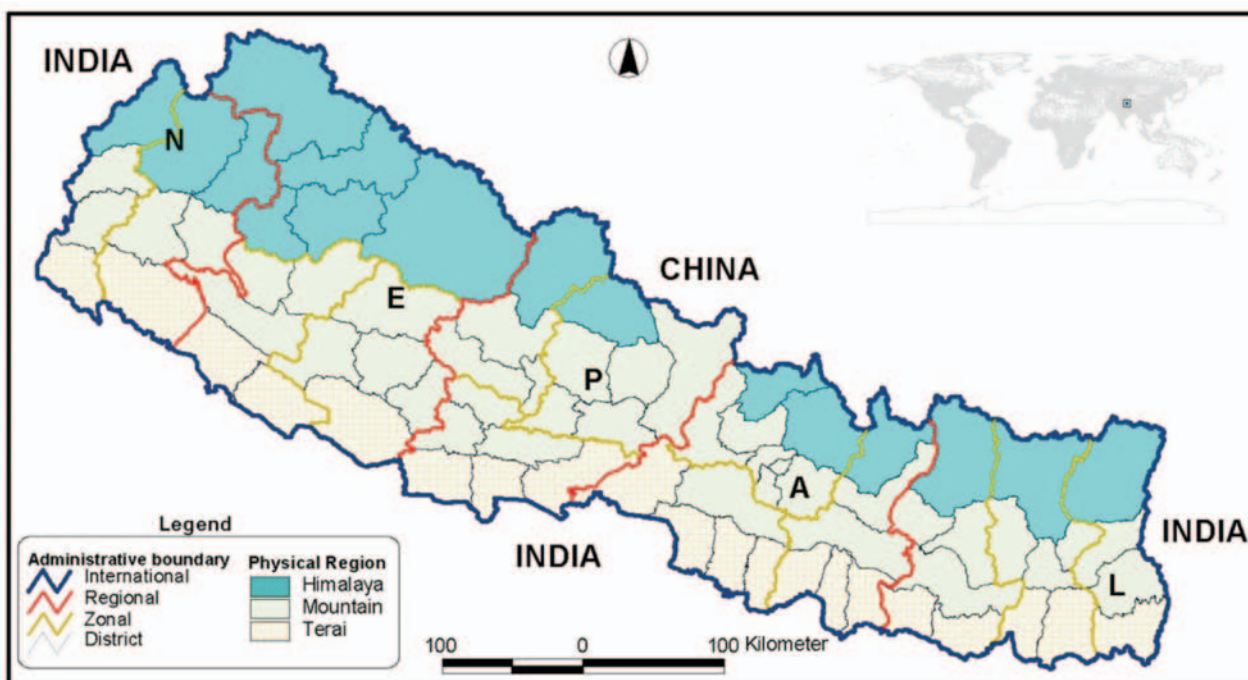 INDIA
N
CHINA
E
P
A
INDIA
INDIA
L
Legend
Administrative boundary
International
Regional
Zonal
District
Physical Region
Himalaya
Mountain
Terai
100 0 100 Kilometer